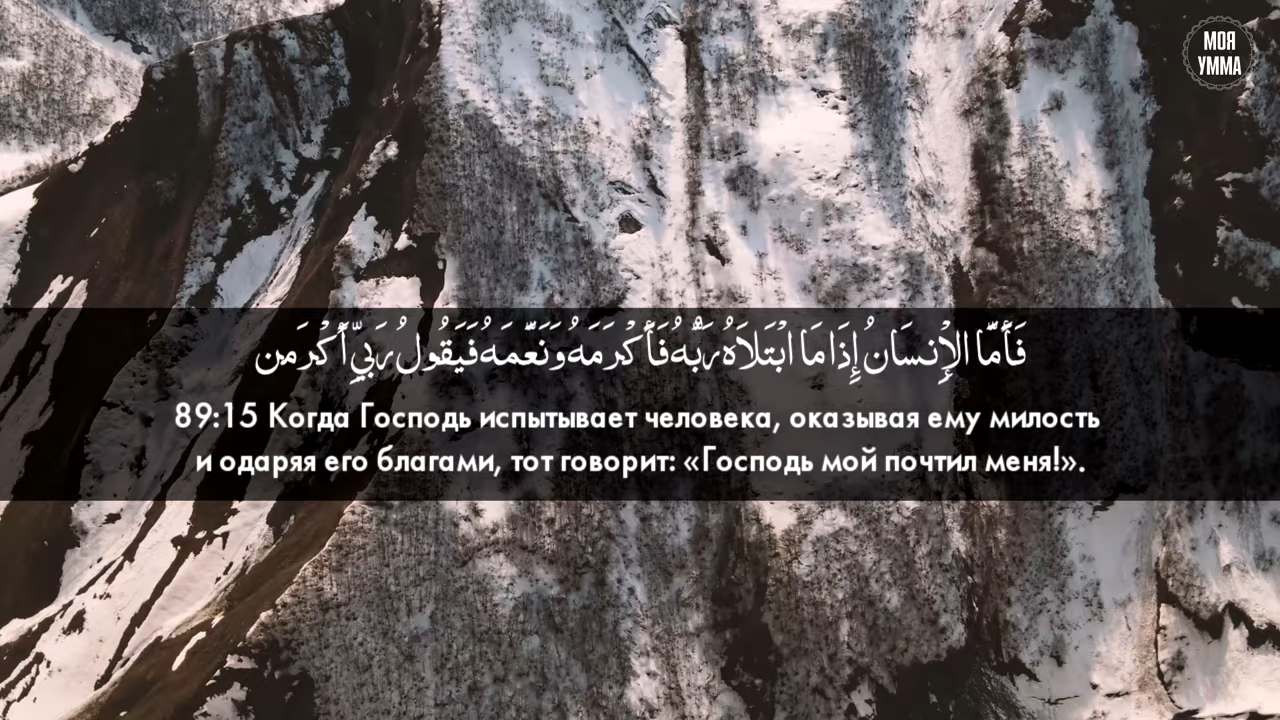 МОЯ
УММА
فَأَمَّا الْإِنسَانُ إِذَا مَا ابْتَلَاهُ رَبُّهُ فَأَكْرَمَهُ وَنَعَّمَهُ فَيَقُولُ رَبِّي أَكْرَمَنِ
89:15 Когда Господь испытывает человека, оказывая ему милость
и одаряя его благами, тот говорит: «Господь мой почтил меня!».